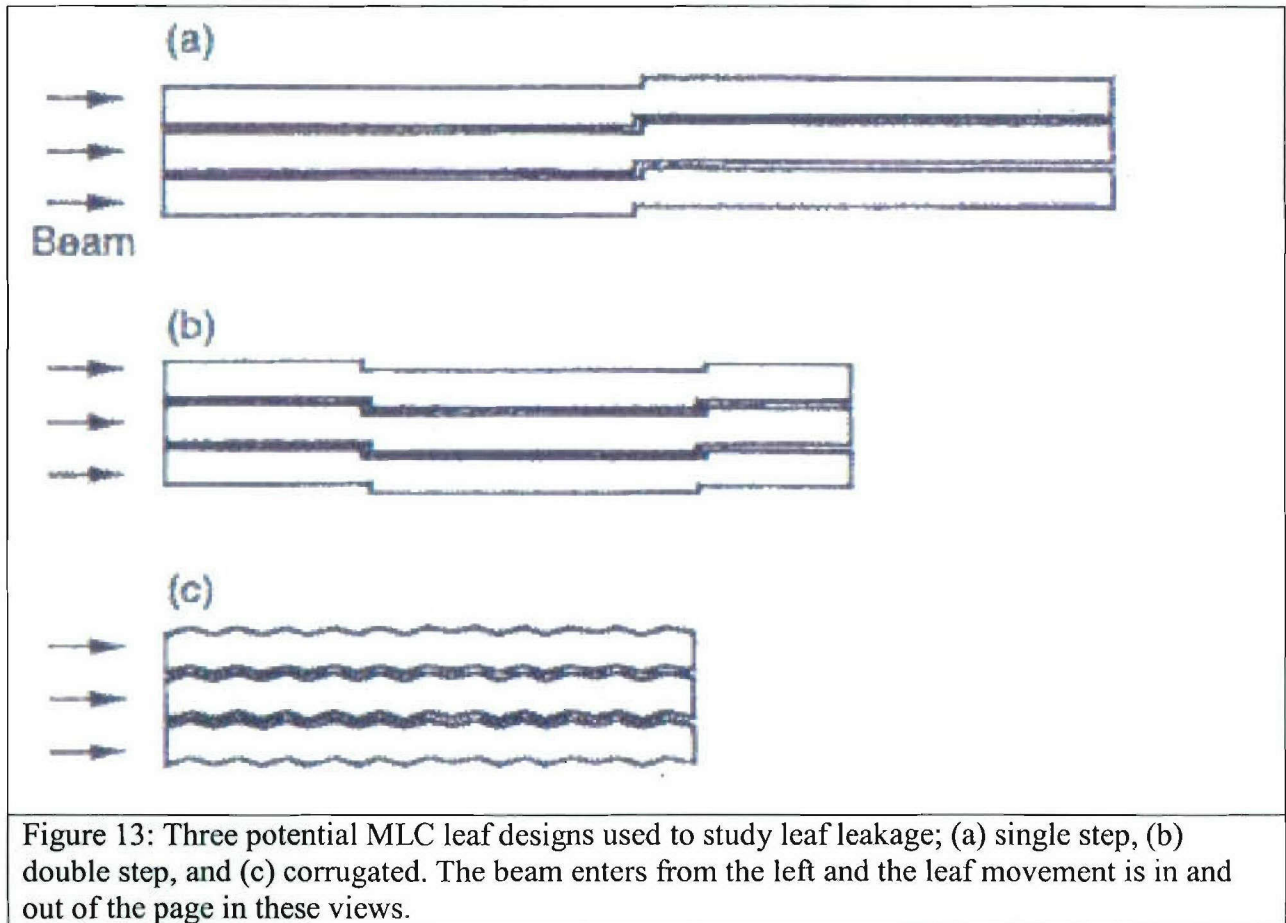 (a)
Beam
(b)
(c)
Figure 13: Three potential MLC leaf designs used to study leaf leakage; (a) single step, (b)
double step, and (c) corrugated. The beam enters from the left and the leaf movement is in and
out of the page in these views.